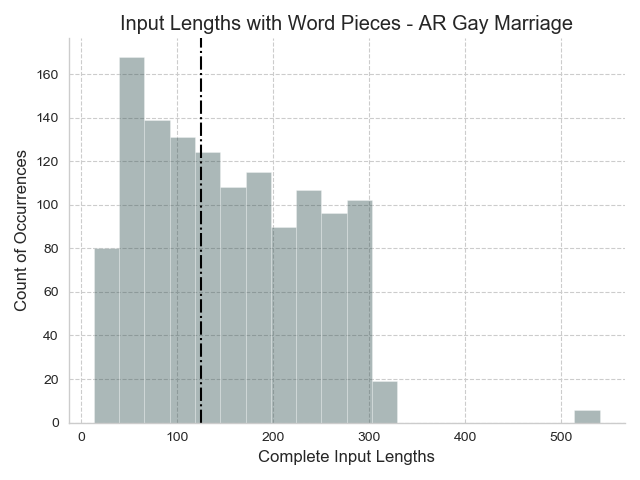 Input Lengths with Word Pieces - AR Gay Marriage
160
140
120
100
80
60
40
20
0
Count of Occurrences
0 100 200 300 400 500
Complete Input Lengths